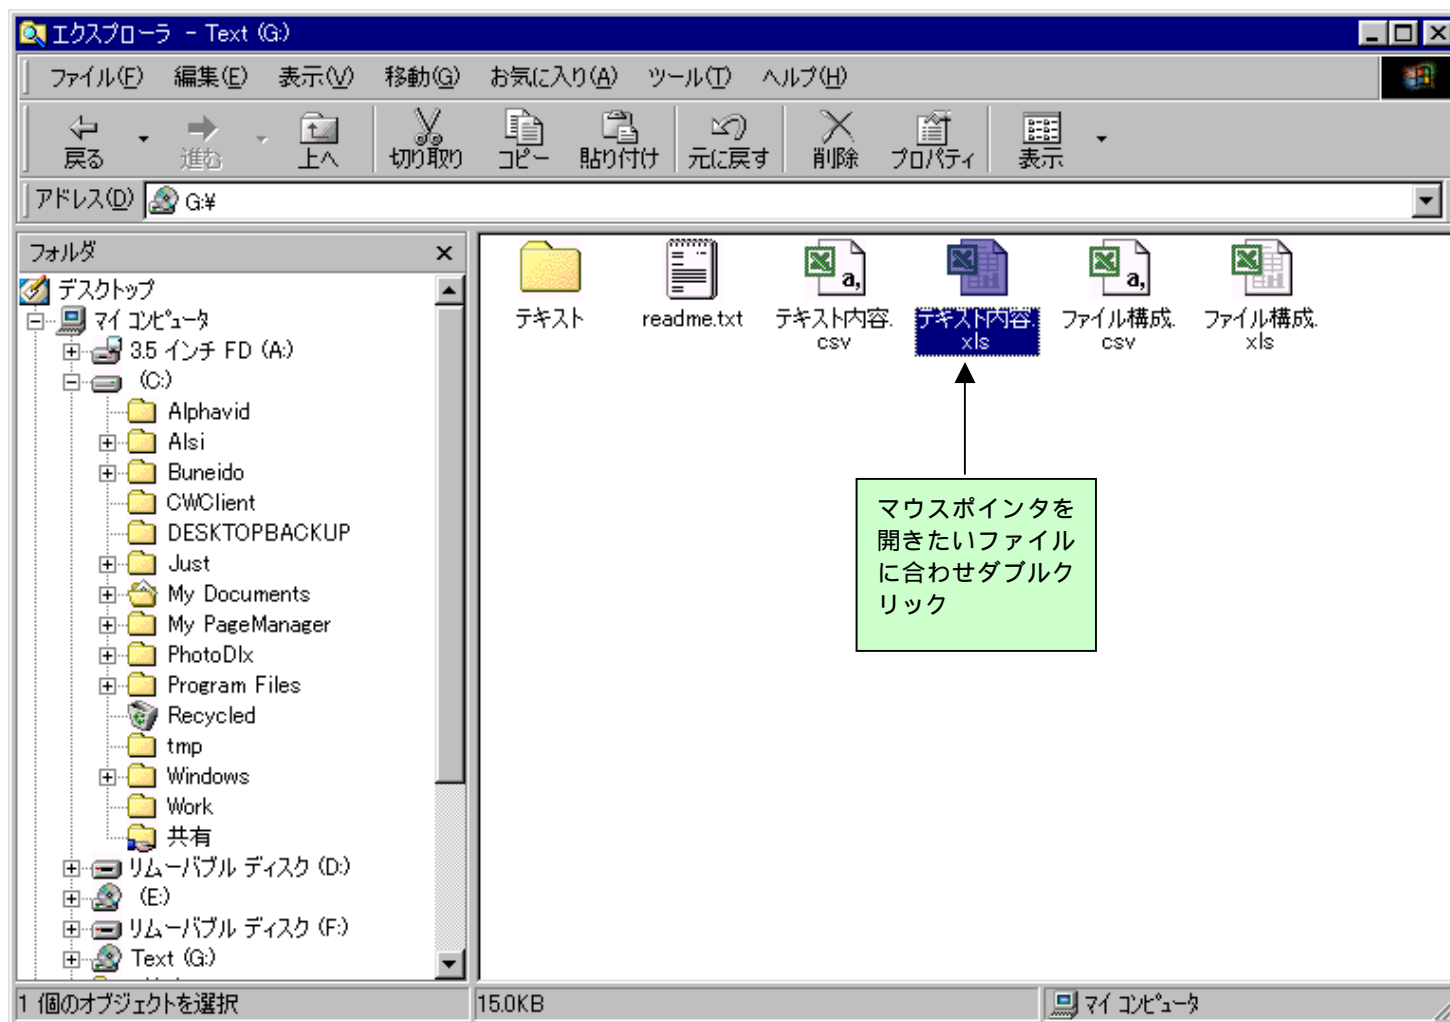 エクスプローラ - Text (G:)
ファイル(F) 編集(E) 表示(V) 移動(G) お気に入り(A) ツール(T) ヘルプ(H)
戻る 進む 上へ 切り取り コピー 貼り付け 元に戻す 削除 プロパティ 表示
アドレス(D) G:¥
フォルダ
デスクトップ
マイ コンピュータ
3.5 インチ FD (A:)
(C:)
Alphavid
Alsi
Buneido
CWClient
DESKTOPBACKUP
Just
My Documents
My PageManager
PhotoDlx
Program Files
Recycled
tmp
Windows
Work
共有
リムーバブル ディスク (D:)
(E:)
リムーバブル ディスク (F:)
Text (G:)
テキスト
readme.txt
a,
テキスト内容.
csv
テキスト内容.
xls
a,
ファイル構成.
csv
ファイル構成.
xls
マウスポインタを
開きたいファイル
に合わせダブルク
リック
1 個のオブジェクトを選択
15.0KB
マイ コンピュータ